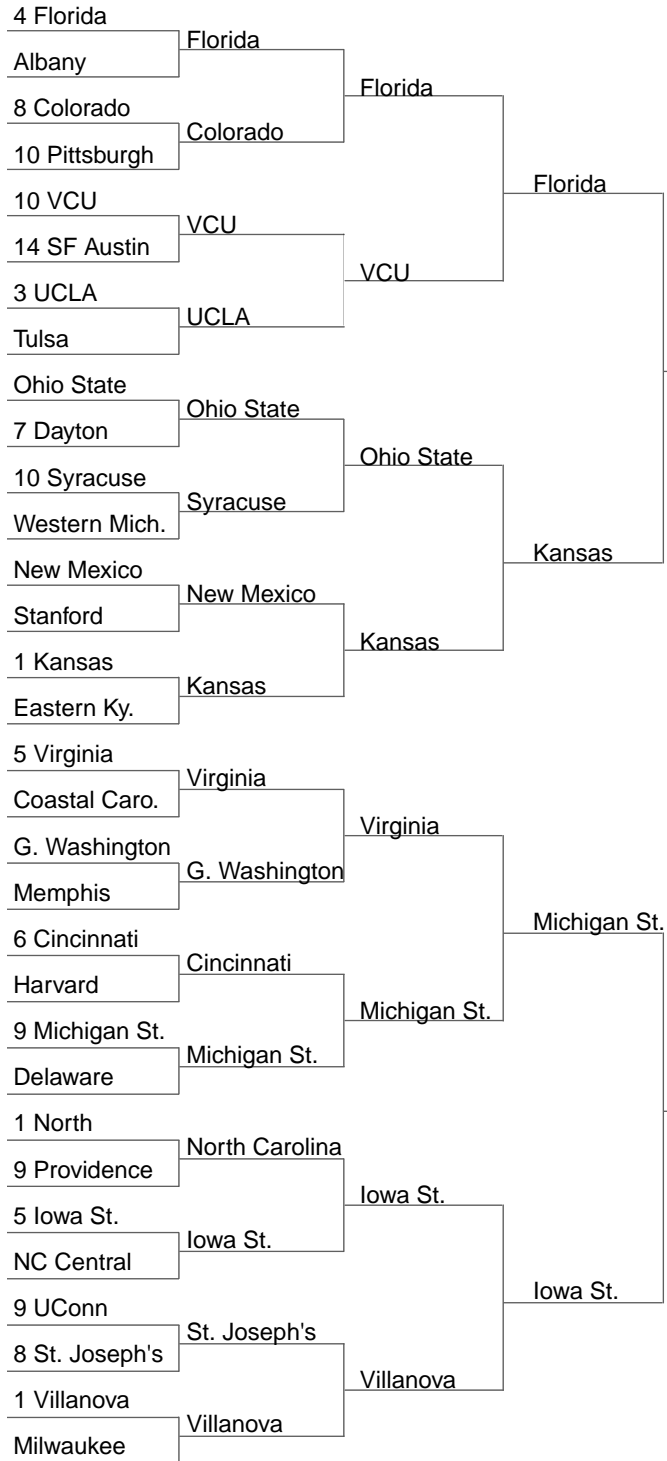 4 Florida
Albany
8 Colorado
10 Pittsburgh
10 VCU
14 SF Austin
3 UCLA
Tulsa
Ohio State
7 Dayton
10 Syracuse
Western Mich.
New Mexico
Stanford
1 Kansas
Eastern Ky.
5 Virginia
Coastal Caro.
G. Washington
Memphis
6 Cincinnati
Harvard
9 Michigan St.
Delaware
1 North
9 Providence
5 Iowa St.
NC Central
9 UConn
8 St. Joseph's
1 Villanova
Milwaukee
Florida
Colorado
VCU
UCLA
Ohio State
Syracuse
New Mexico
Kansas
Virginia
G. Washington
Cincinnati
Michigan St.
North Carolina
Iowa St.
St. Joseph's
Villanova
Florida
VCU
Ohio State
Kansas
Virginia
Michigan St.
Iowa St.
Villanova
Florida
Kansas
Michigan St.
Iowa St.